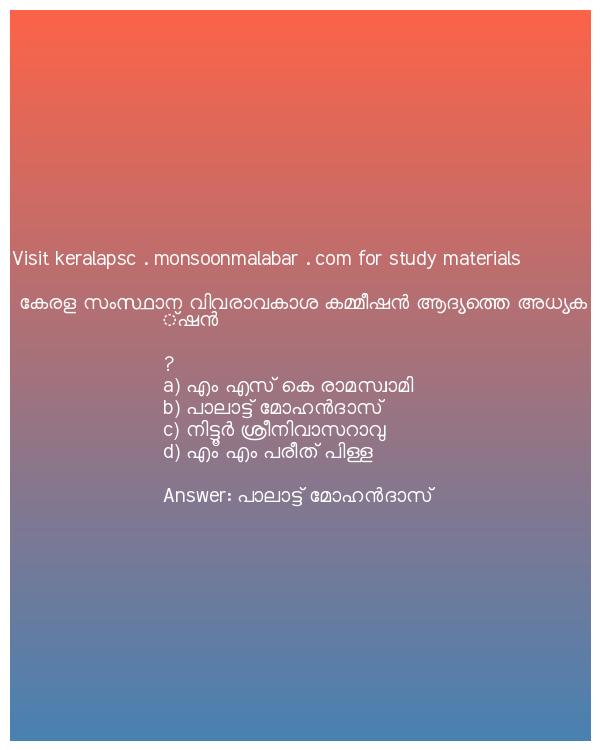 Visit keralapsc . monsoonmalabar . com for study materials
കേരള സംസ്ഥാന വിവരാവകാശ കമ്മീഷൻ ആദ്യത്തെ അധ്യക
്ഷൻ
?
a) എം എസ് കെ രാമസ്വാമി
b) പാലാട്ട് മോഹൻദാസ്
c) നിട്ടൂർ ശ്രീനിവാസറാവു
d) എം എം പരീത് പിള്ള
Answer: പാലാട്ട് മോഹൻദാസ്